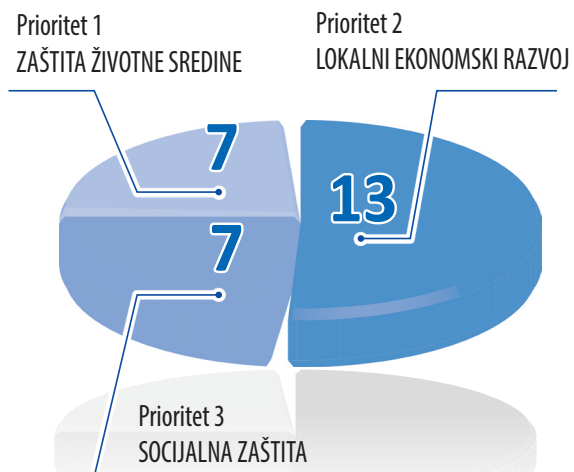 Prioritet 1
ZAŠTITA ŽIVOTNE SREDINE
Prioritet 2
LOKALNI EKONOMSKI RAZVOJ
7
13
7
Prioritet 3
SOCIJALNA ZAŠTITA